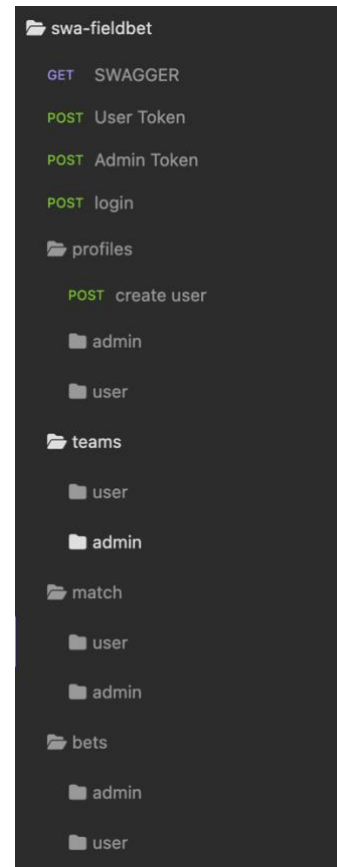 swa-fieldbet
GET SWAGGER
POST User Token
POST Admin Token
POST login
profiles
POST create user
admin
user
teams
user
admin
match
user
admin
bets
admin
user